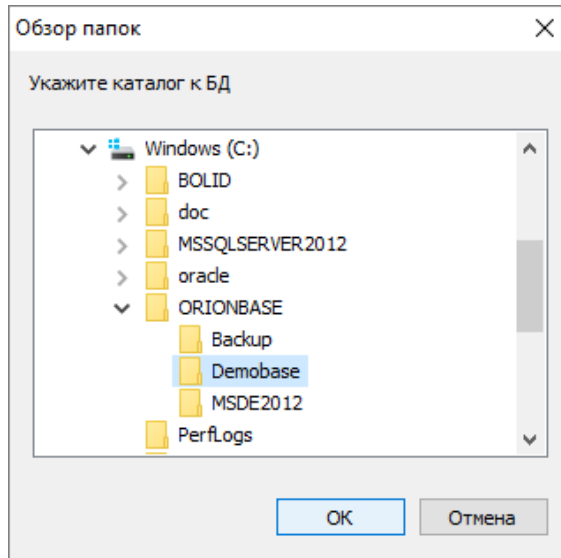 Обзор папок
Укажите каталог к БД
Windows (C:)
BOLID
doc
MSSQLSERVER2012
oracle
ORIONBASE
Backup
Demobase
MSDE2012
PerfLogs
OK
Отмена